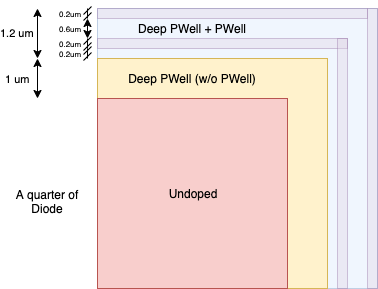 0.2um
Deep PWell + PWell
0.6um
1.2 um
0.2um
0.2um
1 um
Deep PWell (w/o PWell)
A quarter of
Diode
Undoped